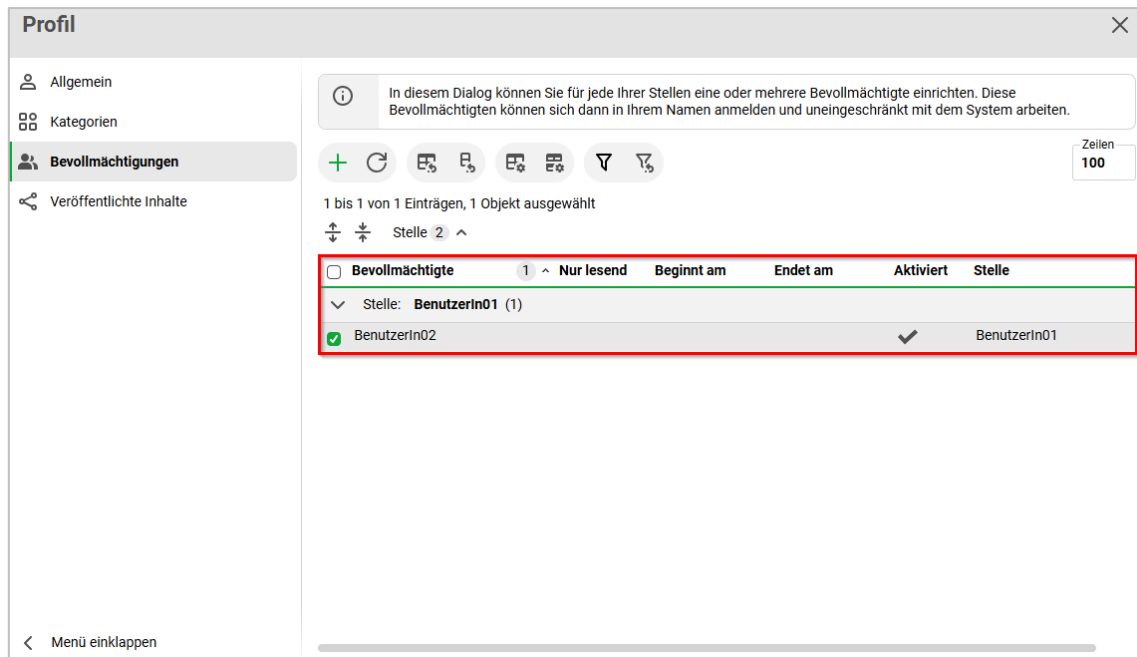 Profil
Allgemein
Kategorien
Bevollmächtigungen
Veröffentlichte Inhalte
In diesem Dialog können Sie für jede Ihrer Stellen eine oder mehrere Bevollmächtigte einrichten. Diese
Bevollmächtigten können sich dann in Ihrem Namen anmelden und uneingeschränkt mit dem System arbeiten.
Zeilen
100
1 bis 1 von 1 Einträgen, 1 Objekt ausgewählt
Stelle 2
Bevollmächtigte 1 Nur lesend Beginnt am Endet am Aktiviert Stelle
Stelle: BenutzerIn01 (1)
BenutzerIn02 BenutzerIn01
Menü einklappen